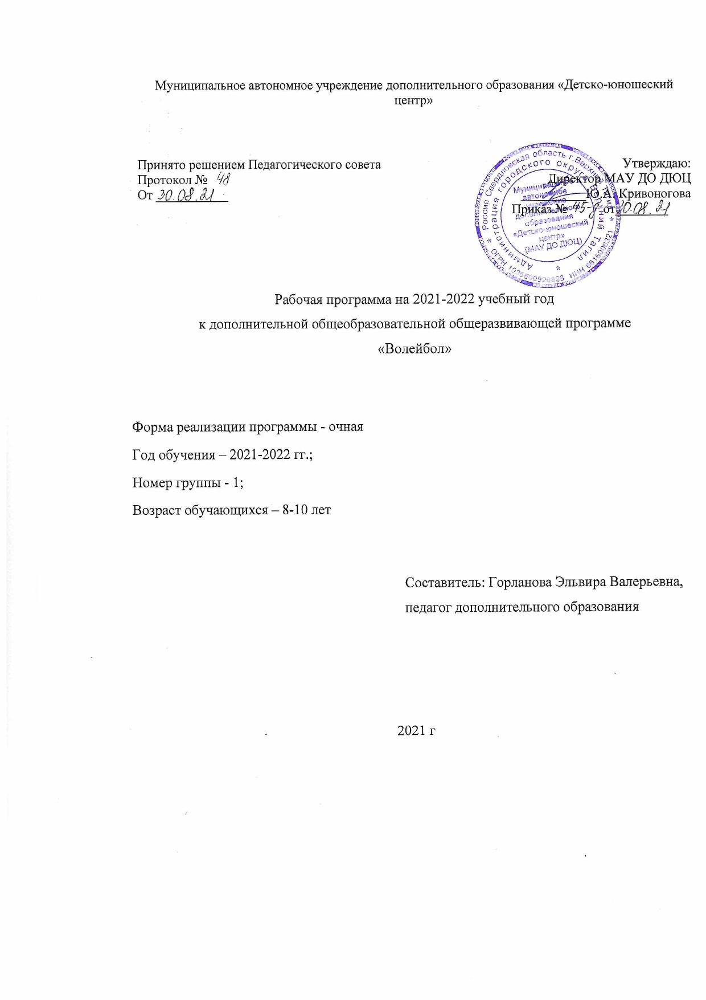 Муниципальное автономное учреждение дополнительного образования «Детско-юношеский
центр»
Принято решением Педагогического совета
Протокол № 48
От 30.08.21
Утверждаю:
Директор МАУ ДО ДЮЦ
Ю.А. Кривоногова
Приказ № 45-д от 30.08.21
Россия Свердловская область г.Верхний Тагил
Администрация городского округа Верхний Тагил
ОГРН 1036600920828 ИНН 6616006321
Муниципальное
автономное
учреждение
дополнительного
образования
«Детско-юношеский
центр»
(МАУ ДО ДЮЦ)
Рабочая программа на 2021-2022 учебный год
к дополнительной общеобразовательной общеразвивающей программе
«Волейбол»
Форма реализации программы - очная
Год обучения – 2021-2022 гг.;
Номер группы - 1;
Возраст обучающихся – 8-10 лет
Составитель: Горланова Эльвира Валерьевна,
педагог дополнительного образования
2021 г